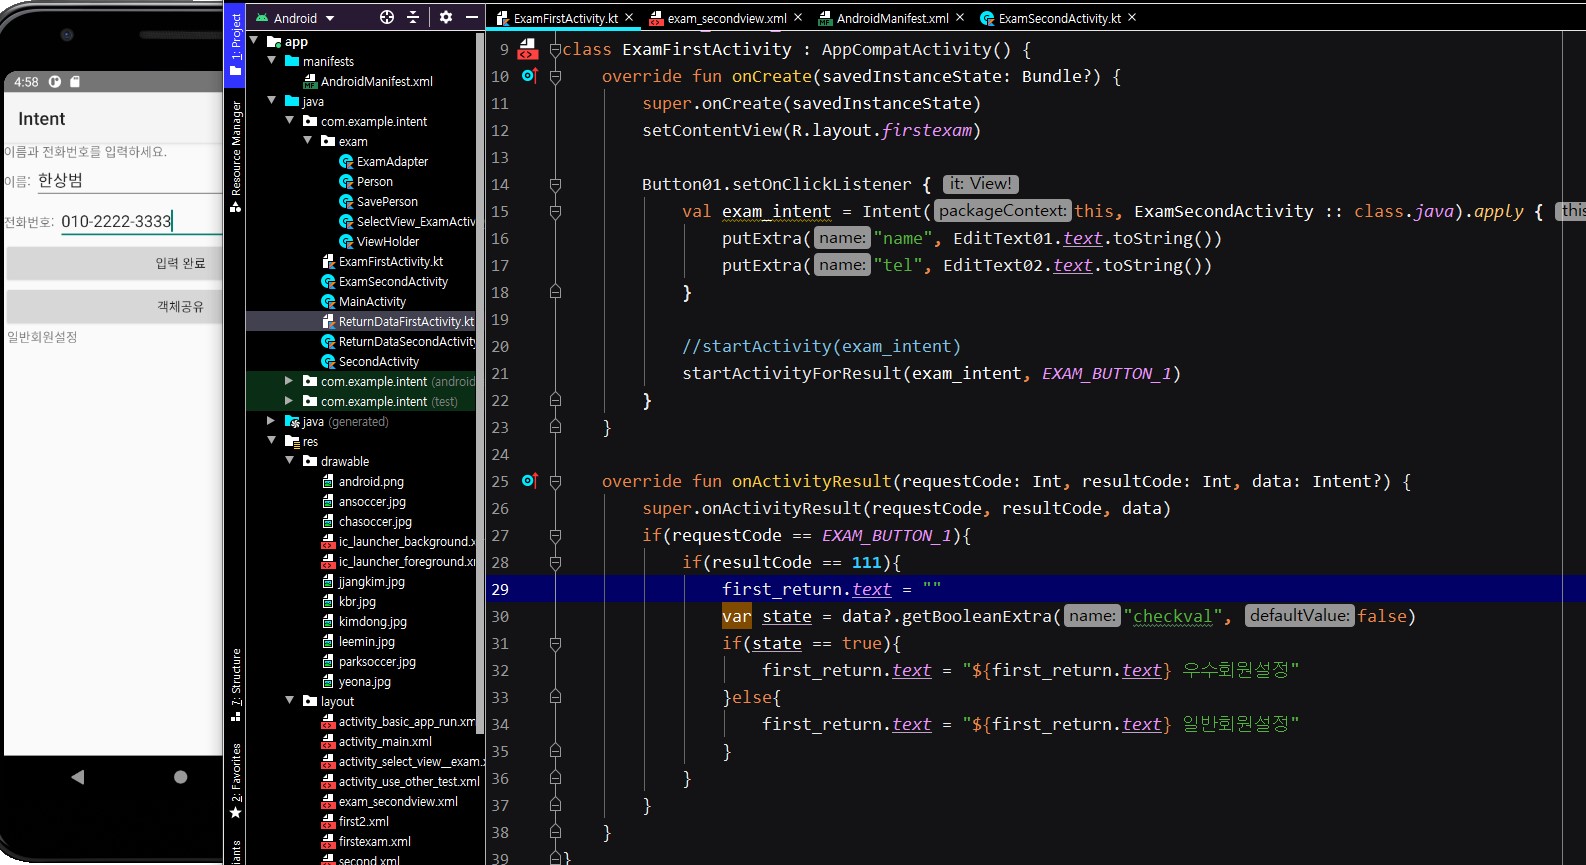 4:58
Intent
이름과 전화번호를 입력하세요.
이름: 한상범
전화번호: 010-2222-3333
입력 완료
객체공유
일반회원설정
1: Project
Resource Manager
7: Structure
2: Favorites
iants
Android
app
manifests
AndroidManifest.xml
java
com.example.intent
exam
ExamAdapter
Person
SavePerson
SelectView_ExamActiv
ViewHolder
ExamFirstActivity.kt
ExamSecondActivity
MainActivity
ReturnDataFirstActivity.kt
ReturnDataSecondActivity
SecondActivity
com.example.intent (android
com.example.intent (test)
java (generated)
res
drawable
android.png
ansoccer.jpg
chasoccer.jpg
ic_launcher_background.x
ic_launcher_foreground.xm
jjangkim.jpg
kbr.jpg
kimdong.jpg
leemin.jpg
parksoccer.jpg
yeona.jpg
layout
activity_basic_app_run.xm
activity_main.xml
activity_select_view__exam.x
activity_use_other_test.xml
exam_secondview.xml
first2.xml
firstexam.xml
second.xml
ExamFirstActivity.kt × exam_secondview.xml × AndroidManifest.xml × ExamSecondActivity.kt ×
9 class ExamFirstActivity : AppCompatActivity() {
10 override fun onCreate(savedInstanceState: Bundle?) {
11 super.onCreate(savedInstanceState)
12 setContentView(R.layout.firstexam)
13
14 Button01.setOnClickListener { it: View!
15 val exam_intent = Intent( packageContext: this, ExamSecondActivity :: class.java).apply { this
16 putExtra( name: "name", EditText01.text.toString())
17 putExtra( name: "tel", EditText02.text.toString())
18 }
19
20 //startActivity(exam_intent)
21 startActivityForResult(exam_intent, EXAM_BUTTON_1)
22 }
23 }
24
25 override fun onActivityResult(requestCode: Int, resultCode: Int, data: Intent?) {
26 super.onActivityResult(requestCode, resultCode, data)
27 if(requestCode == EXAM_BUTTON_1){
28 if(resultCode == 111){
29 first_return.text = ""
30 var state = data?.getBooleanExtra( name: "checkval", defaultValue: false)
31 if(state == true){
32 first_return.text = "${first_return.text} 우수회원설정"
33 }else{
34 first_return.text = "${first_return.text} 일반회원설정"
35 }
36 }
37 }
38 }
39 }